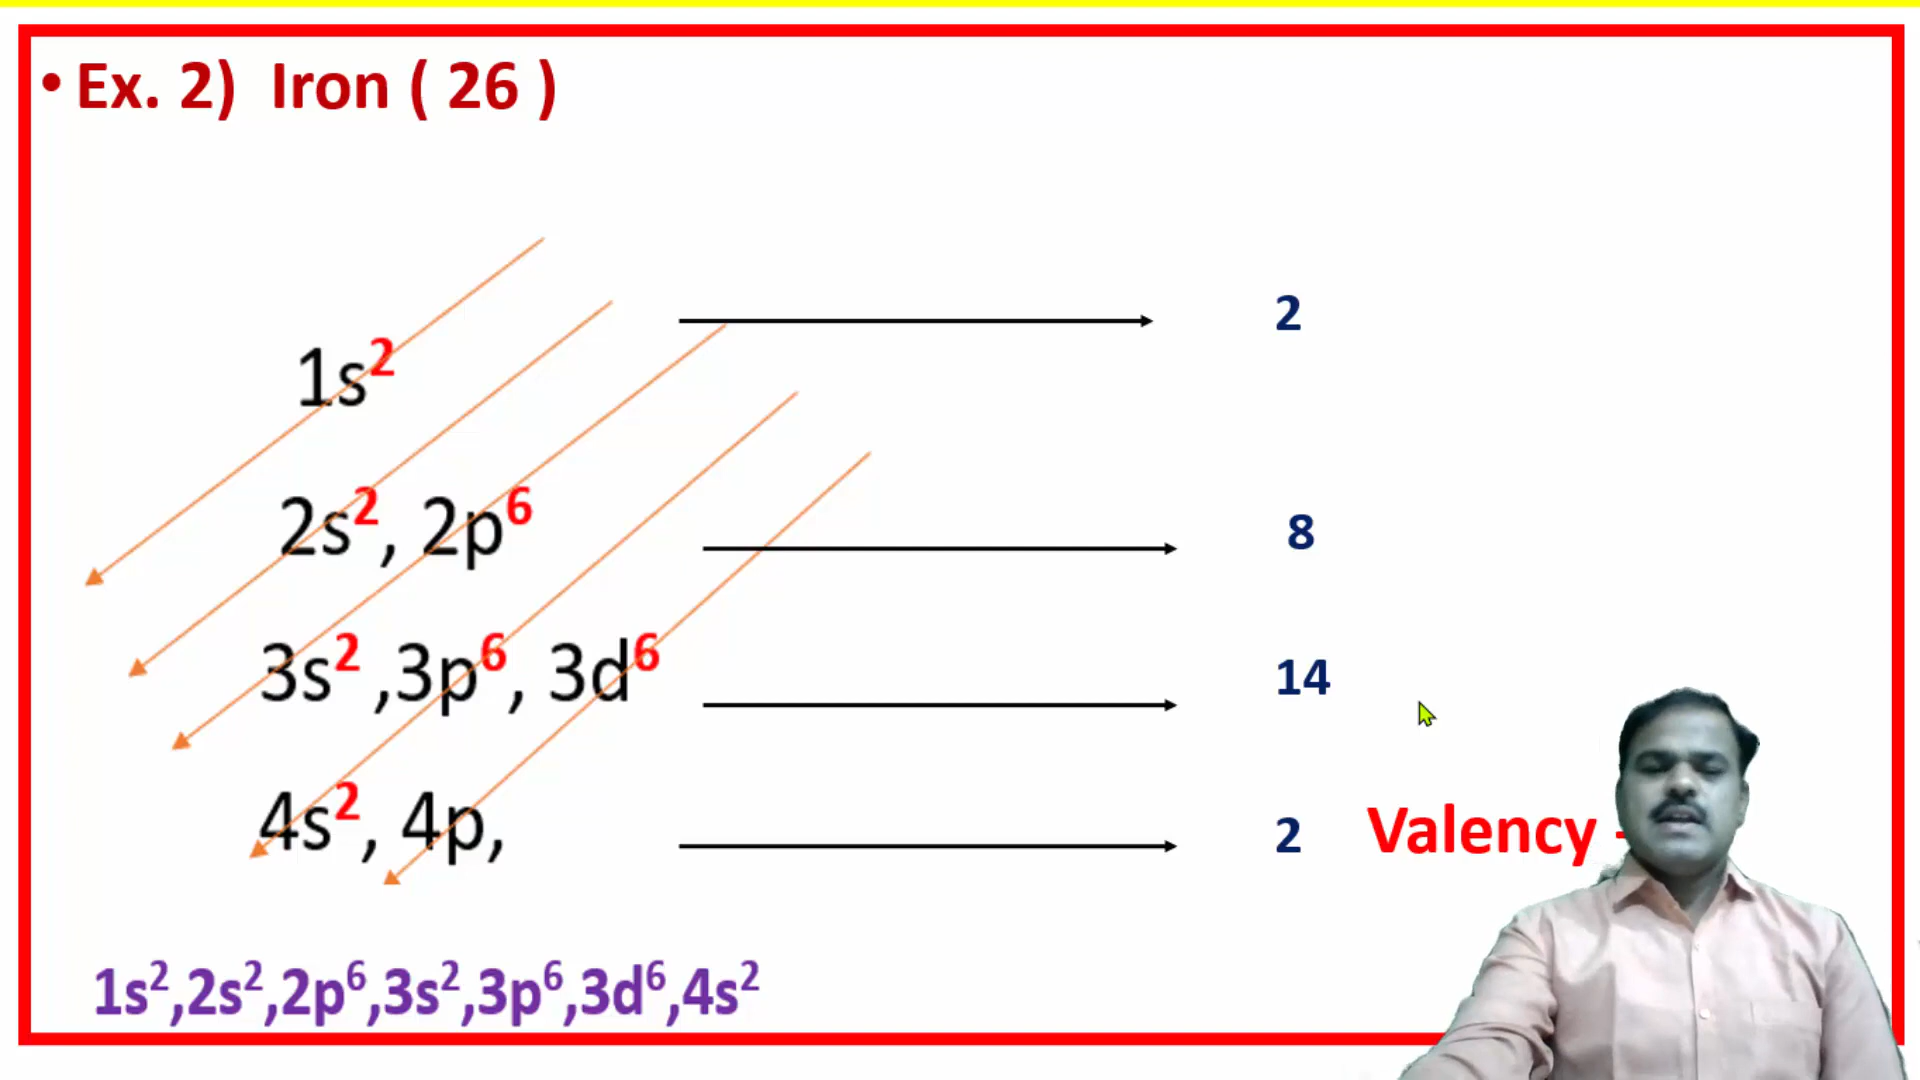 • Ex. 2) Iron ( 26 )
1s² 2
2s², 2p⁶ 8
3s² ,3p⁶, 3d⁶ 14
4s², 4p, 2 Valency -
1s²,2s²,2p⁶,3s²,3p⁶,3d⁶,4s²